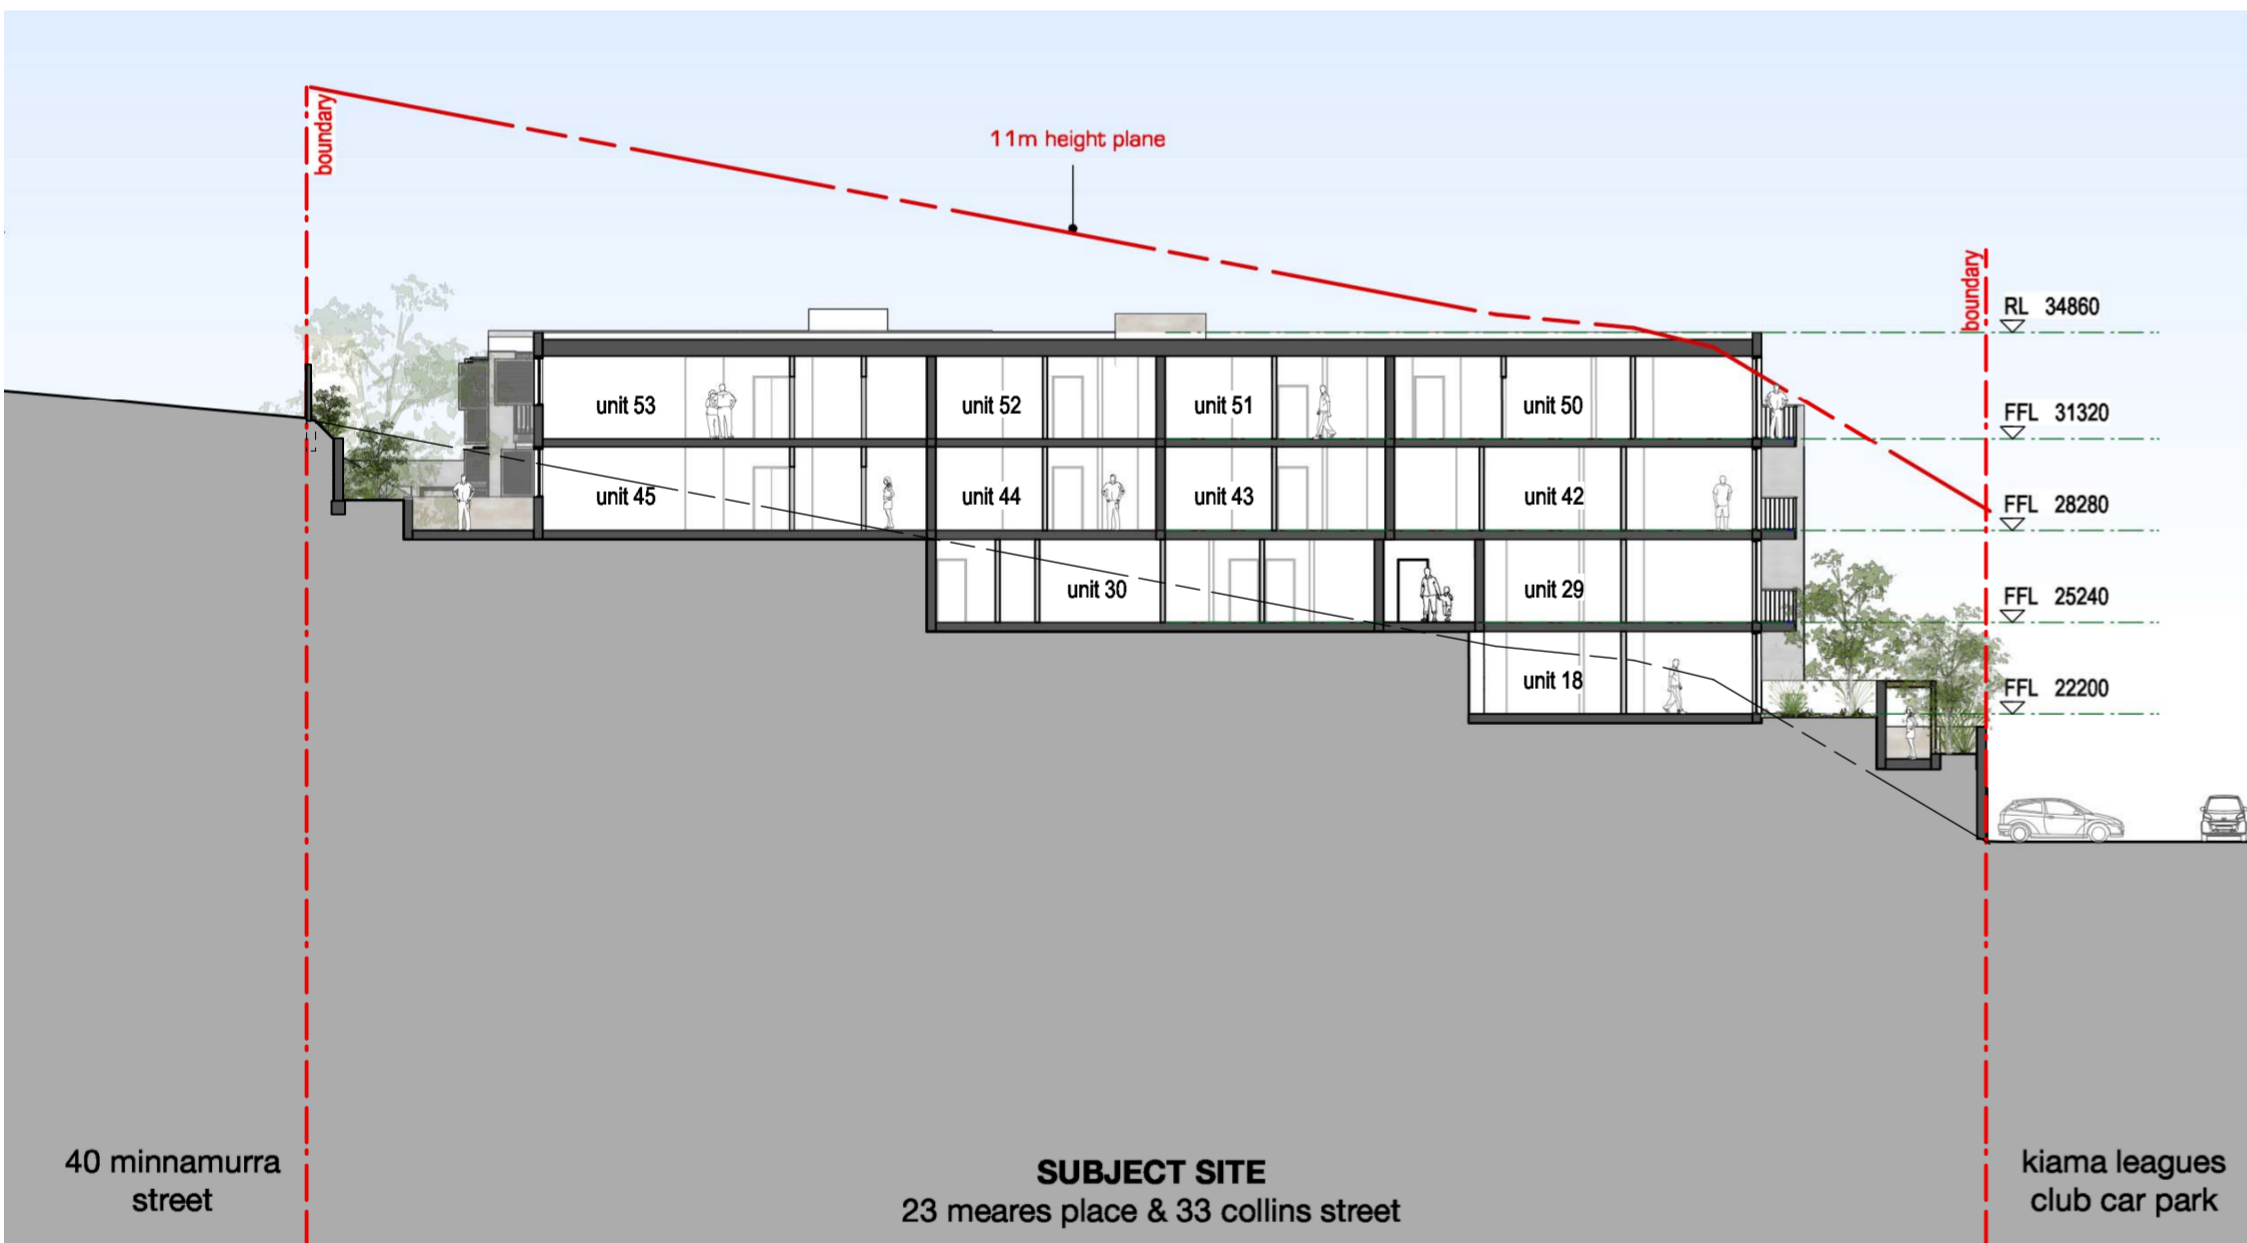 boundary
11m height plane
boundary
RL 34860
unit 53
unit 52
unit 51
unit 50
FFL 31320
unit 45
unit 44
unit 43
unit 42
FFL 28280
unit 30
unit 29
FFL 25240
unit 18
FFL 22200
40 minnamurra
street
SUBJECT SITE
23 meares place & 33 collins street
kiama leagues
club car park